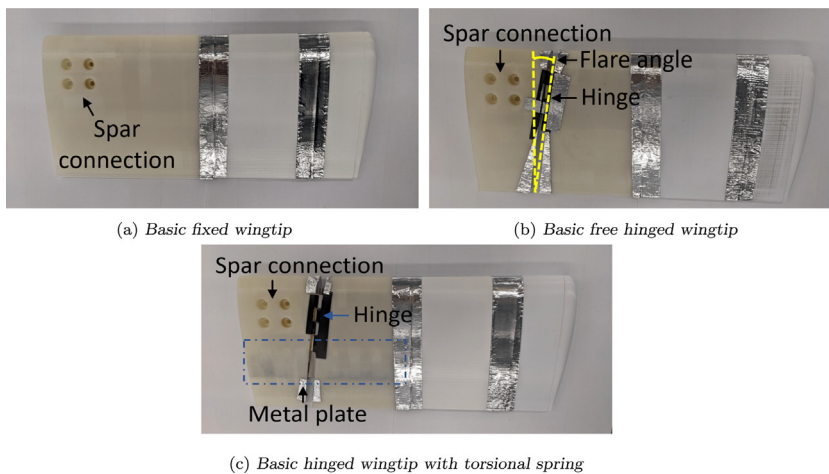 Spar
connection
(a) Basic fixed wingtip
Spar connection
Flare angle
Hinge
(b) Basic free hinged wingtip
Spar connection
Hinge
Metal plate
(c) Basic hinged wingtip with torsional spring